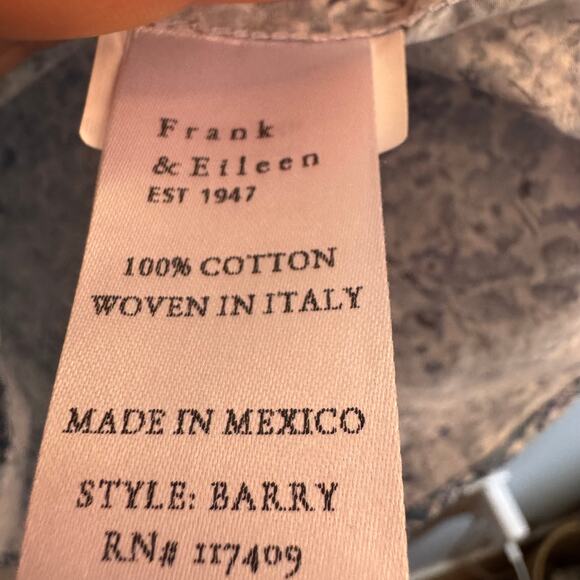 Frank
& Eileen
EST 1947
100% COTTON
WOVEN IN ITALY
MADE IN MEXICO
STYLE: BARRY
RN# 117409